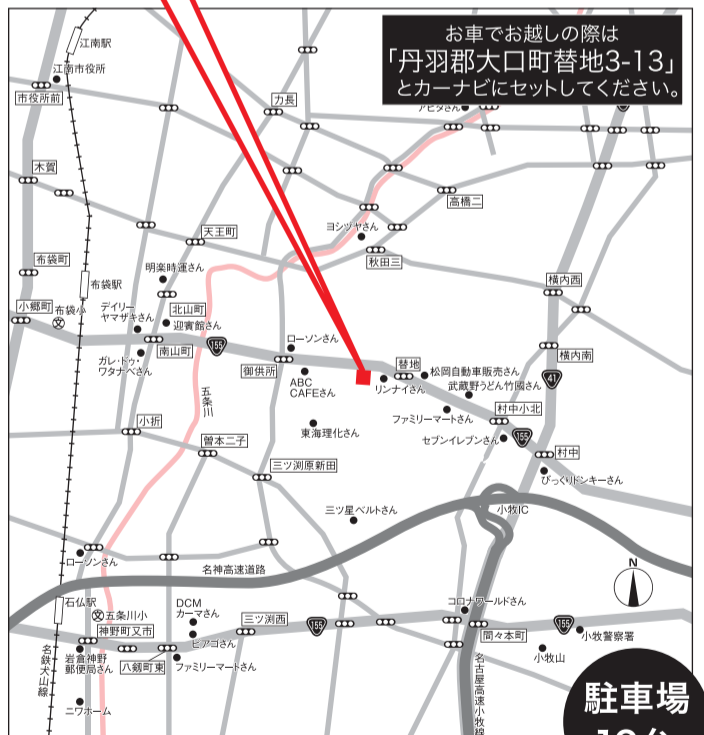 お車でお越しの際は
「丹羽郡大口町替地3-13」
とカーナビにセットしてください。
江南駅
江南市役所
市役所前
力長
アピタさん
木賀
高橋二
天王町
ヨシヅヤさん
秋田三
布袋町
明楽時運さん
布袋駅
横内西
小郷町
布袋小
デイリー
ヤマザキさん
北山町
迎賓館さん
155
ローソンさん
横内南
南山町
ガレ・ドゥ・
ワタナベさん
御供所
替地
松岡自動車販売さん
41
ABC
CAFEさん
リンナイさん
武蔵野うどん竹國さん
五条川
ファミリーマートさん
村中小北
小折
東海理化さん
セブンイレブンさん
155
曽本二子
村中
三ツ渕原新田
びっくりドンキーさん
三ツ星ベルトさん
小牧IC
ローソンさん
名神高速道路
N
石仏駅
五条川小
DCM
カーマさん
コロナワールドさん
神野町又市
三ツ渕西
155
間々本町
155
小牧警察署
ピアゴさん
岩倉神野
郵便局さん
八剱町東
ファミリーマートさん
小牧山
名鉄犬山線
名古屋高速小牧線
ニワホーム
駐車場